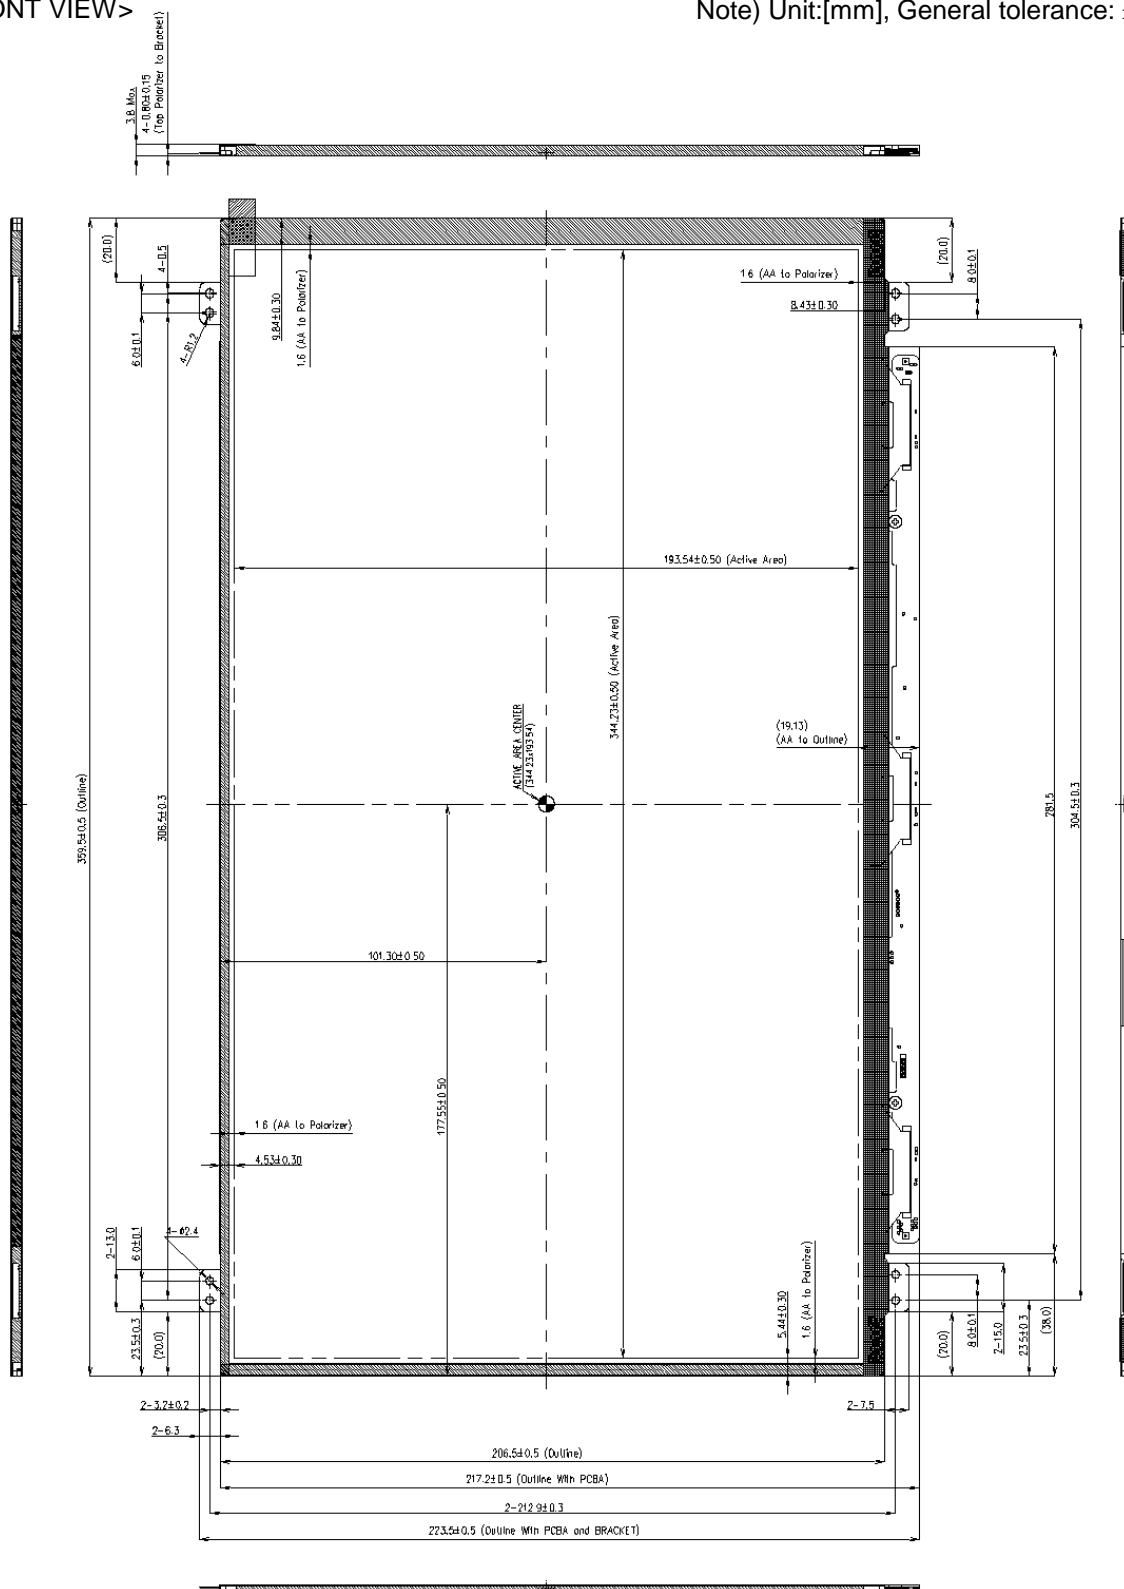 ONT VIEW>
Note) Unit:[mm], General tolerance:
3.8 Max
4-0.80±0.15
(Top Polarizer to Bracket)
(20.0)
4-0.5
6.0±0.1
4-R1.2
9.84±0.30
1.6 (AA to Polarizer)
1.6 (AA to Polarizer)
8.43±0.30
(20.0)
8.0±0.1
193.54±0.50 (Active Area)
344.23±0.50 (Active Area)
ACTIVE AREA CENTER
(344.23x193.54)
(19.13)
(AA to Outline)
359.5±0.5 (Outline)
306.5±0.3
281.5
304.5±0.3
101.30±0.50
177.55±0.50
1.6 (AA to Polarizer)
4.53±0.30
2-13.0
6.0±0.1
4-ø2.4
23.5±0.3
(20.0)
5.44±0.30
1.6 (AA to Polarizer)
(20.0)
8.0±0.1
2-15.0
23.5±0.3
(38.0)
2-3.2±0.2
2-6.3
2-7.5
206.5±0.5 (Outline)
217.2±0.5 (Outline With PCBA)
2-212.9±0.3
223.5±0.5 (Outline With PCBA and BRACKET)